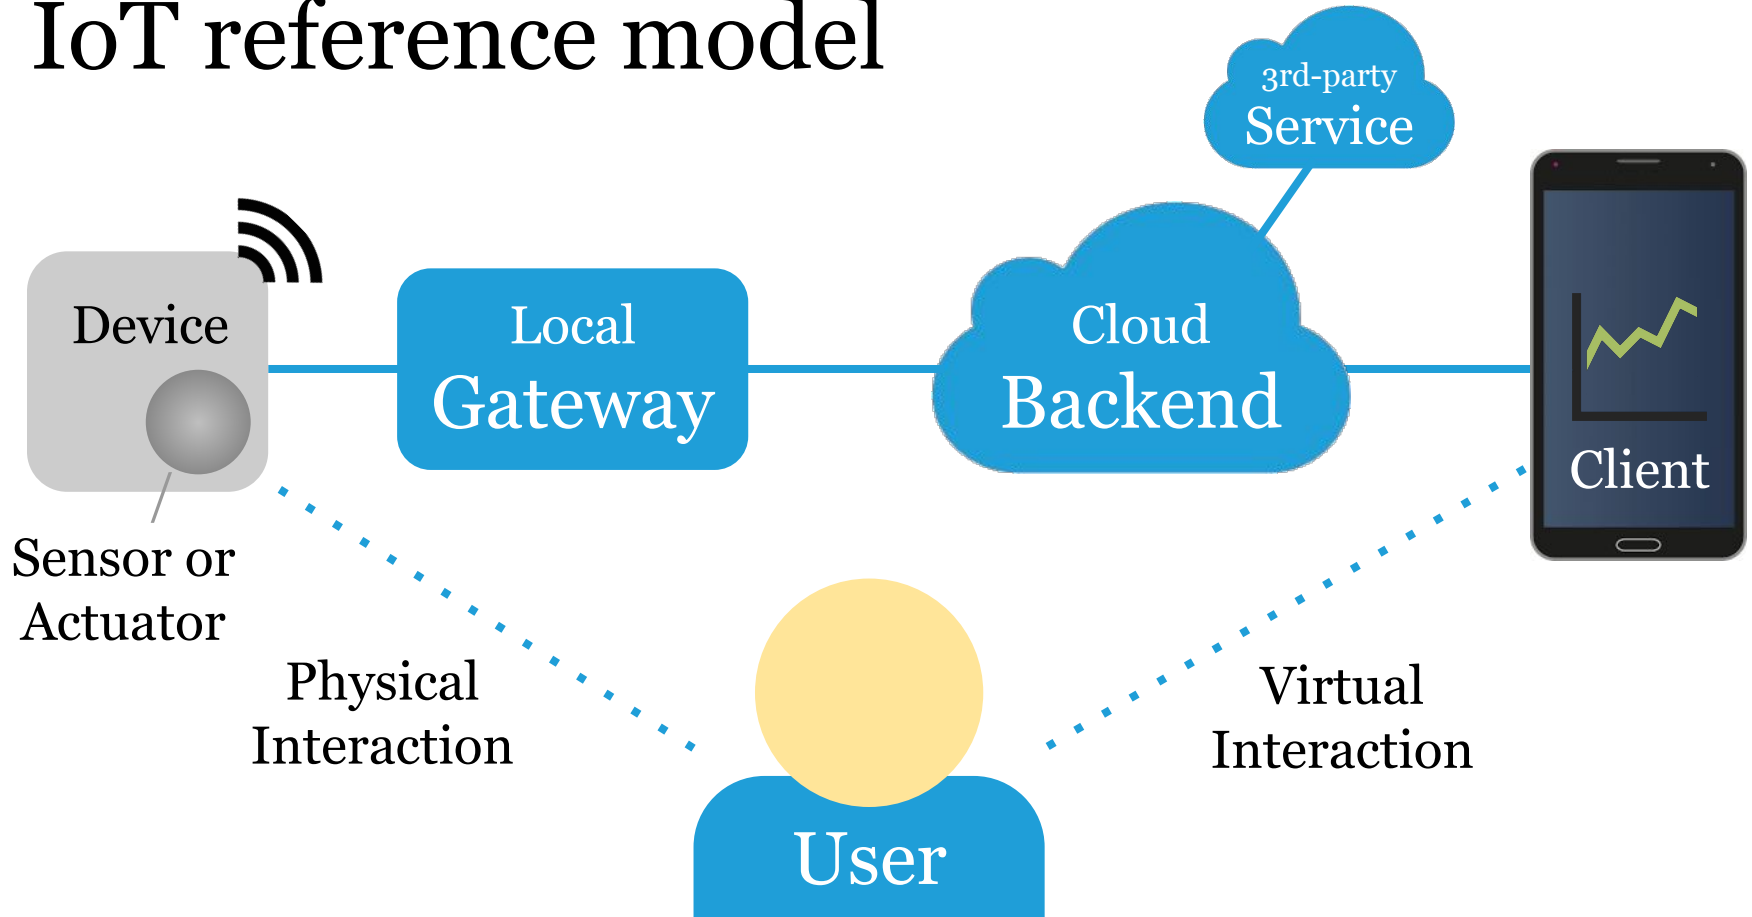 IoT reference model
3rd-party
Service
Device
Local
Gateway
Cloud
Backend
Client
Sensor or
Actuator
Physical
Interaction
Virtual
Interaction
User